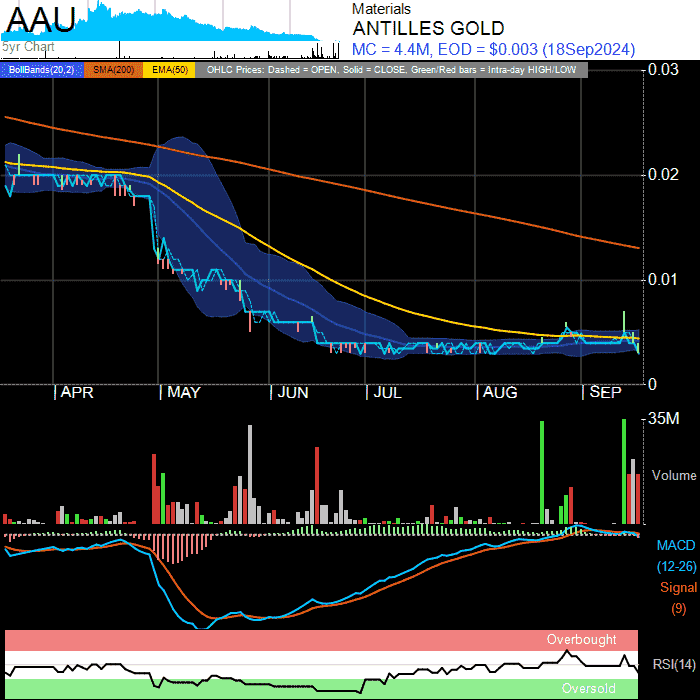 AAU
5yr Chart
Materials
ANTILLES GOLD
MC = 4.4M, EOD = $0.003 (18Sep2024)
BollBands(20,2) SMA(200) EMA(50) OHLC Prices: Dashed = OPEN, Solid = CLOSE, Green/Red bars = Intra-day HIGH/LOW
0.03
0.02
0.01
0
APR MAY JUN JUL AUG SEP
35M
Volume
MACD
(12-26)
Signal
(9)
Overbought
RSI(14)
Oversold